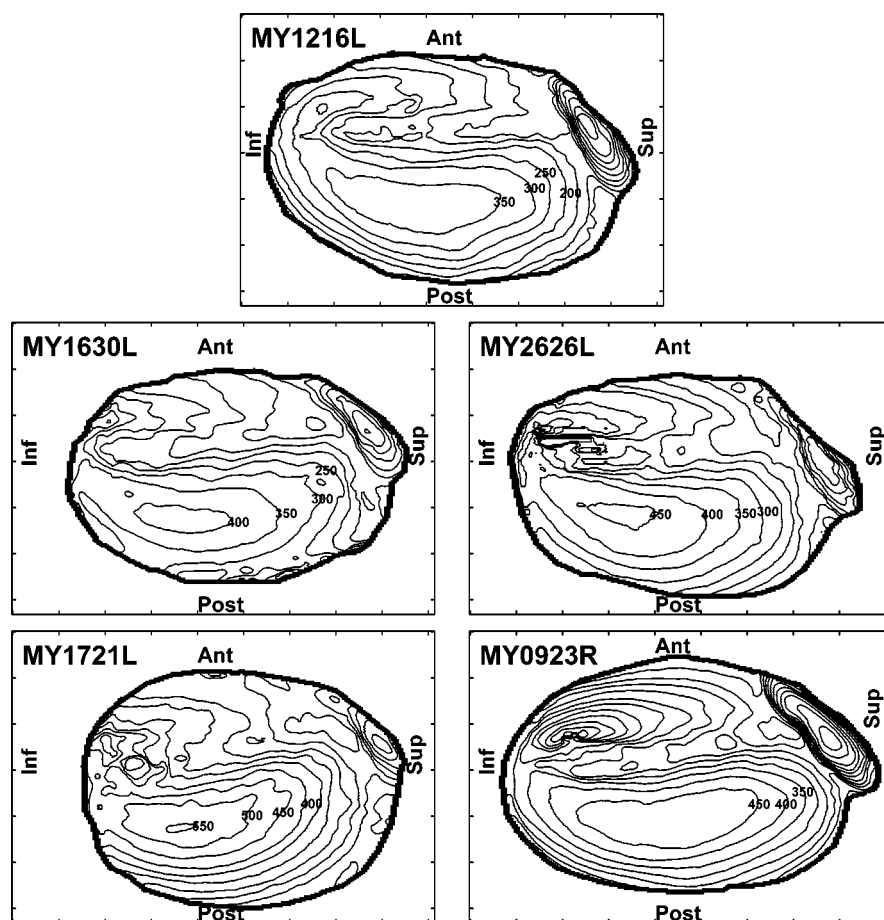 MY1216L
Ant
Inf
Sup
250
300
200
350
Post
MY1630L
Ant
Inf
Sup
250
300
350
400
Post
MY2626L
Ant
Inf
Sup
450
400
350
300
Post
MY1721L
Ant
Inf
Sup
400
450
500
550
Post
MY0923R
Ant
Inf
Sup
350
450
400
Post